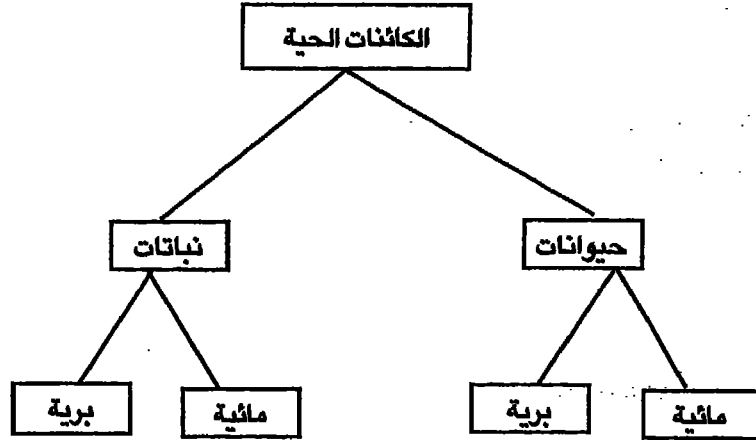 الكائنات الحية
حيوانات
نباتات
مائية
برية
مائية
برية